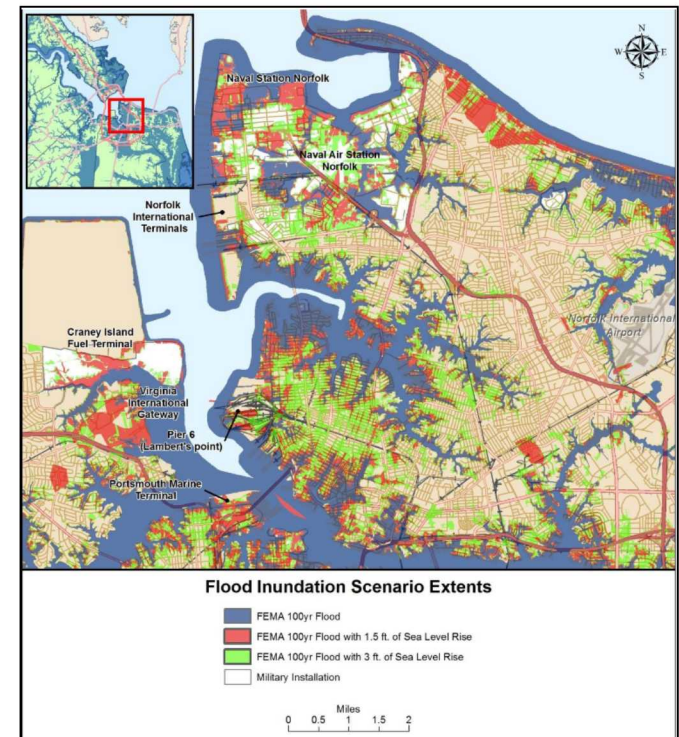 N
W E
S
Naval Station Norfolk
Naval Air Station
Norfolk
Norfolk
International
Terminals
Norfolk International
Airport
Craney Island
Fuel Terminal
Virginia
International
Gateway
Pier 6
(Lambert's point)
Portsmouth Marine
Terminal
Flood Inundation Scenario Extents
FEMA 100yr Flood
FEMA 100yr Flood with 1.5 ft. of Sea Level Rise
FEMA 100yr Flood with 3 ft. of Sea Level Rise
Military Installation
Miles
0 0.5 1 1.5 2